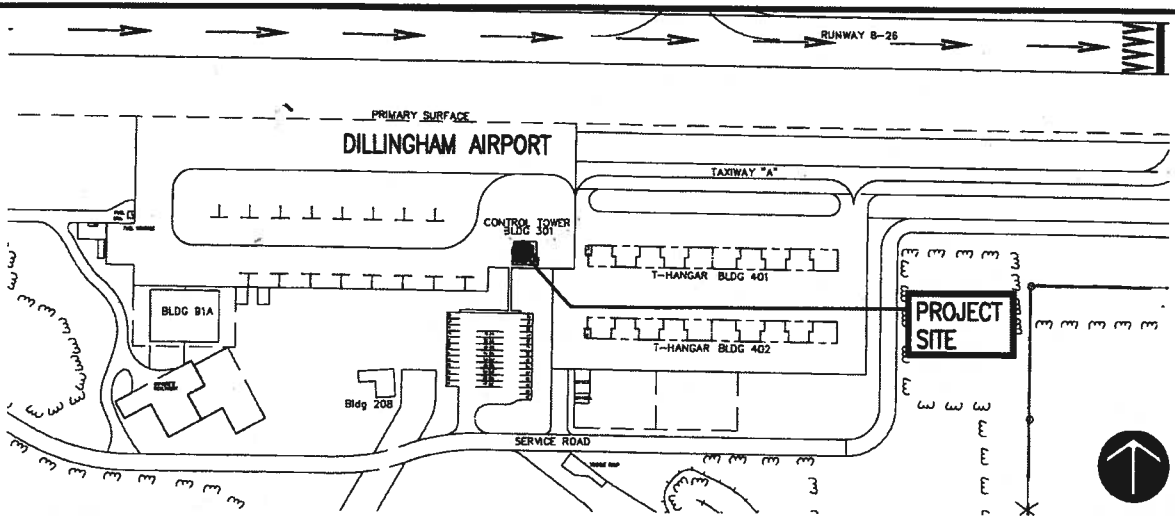 RUNWAY 8-26
PRIMARY SURFACE
DILLINGHAM AIRPORT
TAXIWAY "A"
CONTROL TOWER
BLDG 301
T-HANGAR BLDG 401
BLDG 91A
PROJECT
SITE
T-HANGAR BLDG 402
Bldg 208
SERVICE ROAD